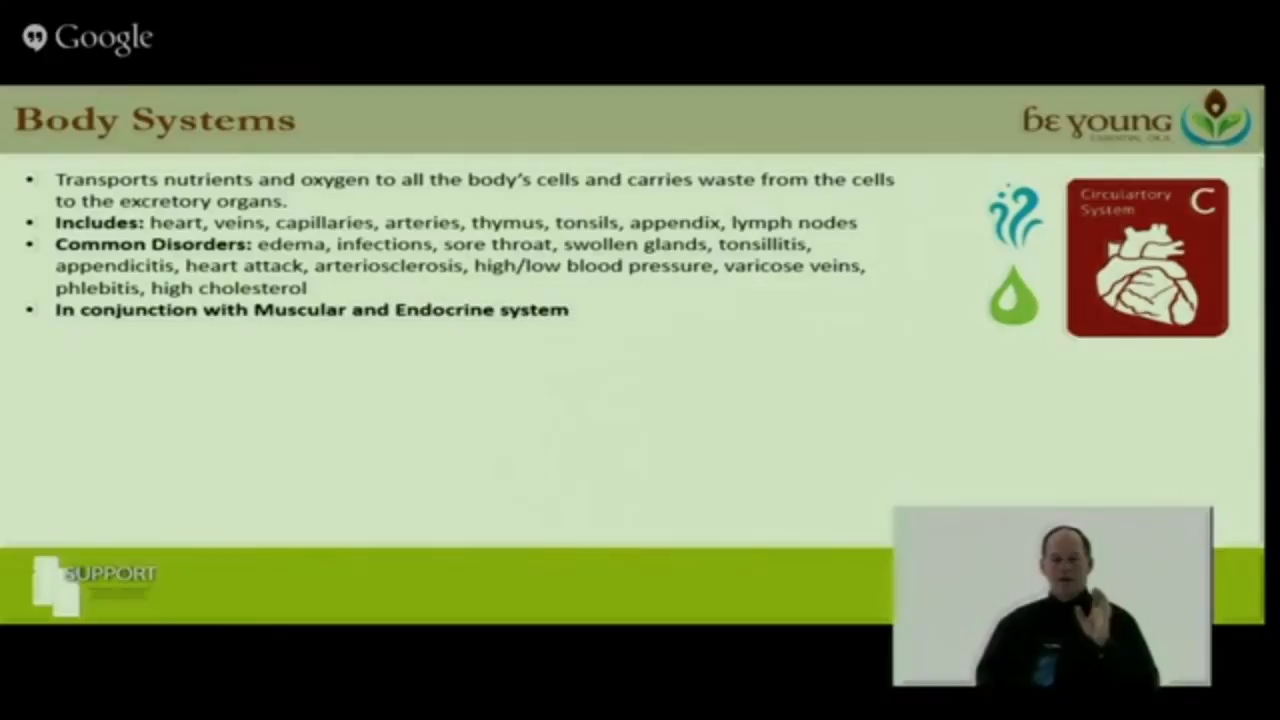 Google
Body Systems
be young
ESSENTIAL OILS
• Transports nutrients and oxygen to all the body's cells and carries waste from the cells
to the excretory organs.
• Includes: heart, veins, capillaries, arteries, thymus, tonsils, appendix, lymph nodes
• Common Disorders: edema, infections, sore throat, swollen glands, tonsillitis,
appendicitis, heart attack, arteriosclerosis, high/low blood pressure, varicose veins,
phlebitis, high cholesterol
• In conjunction with Muscular and Endocrine system
Circulartory
System
C
SUPPORT